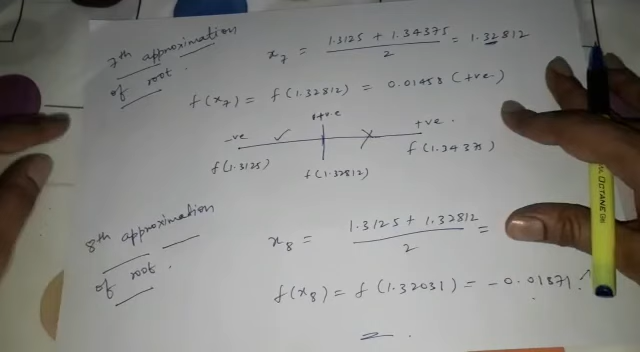 7th approximation of root.
x₇ = (1.3125 + 1.34375)/2 = 1.32812
f(x₇) = f(1.32812) = 0.01458 (+ve)
-ve +ve +ve.
f(1.3125) f(1.32812) f(1.34375)
8th approximation of root.
x₈ = (1.3125 + 1.32812)/2 =
f(x₈) = f(1.32031) = -0.01871
OCTANE